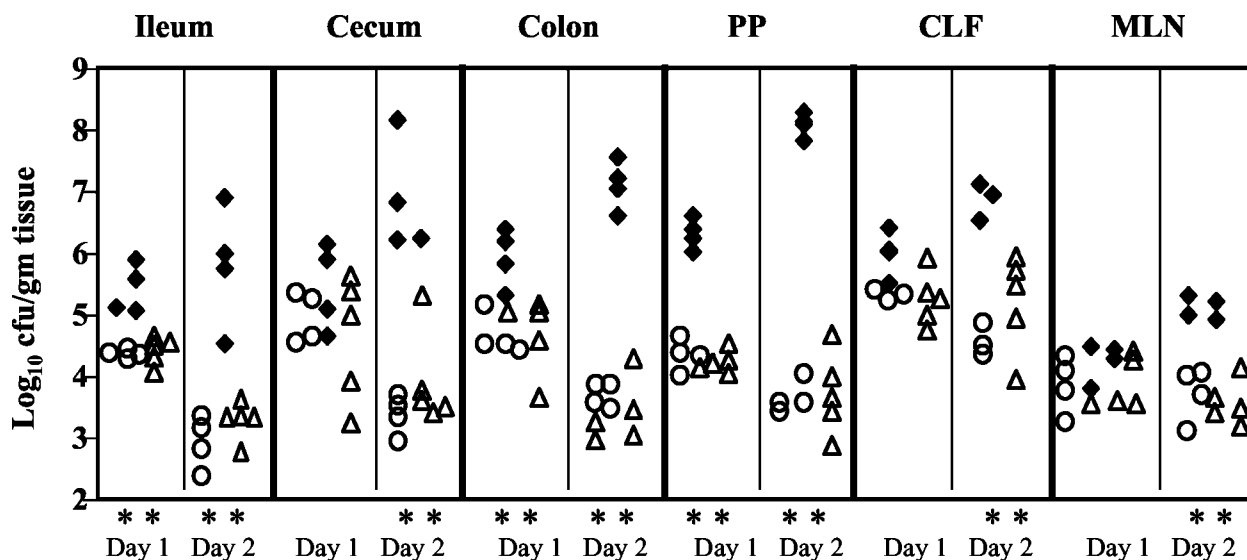 Ileum Cecum Colon PP CLF MLN
Log10 cfu/gm tissue
9
8
7
6
5
4
3
2
* * * * * * * * * * * * * * * * * *
Day 1 Day 2 Day 1 Day 2 Day 1 Day 2 Day 1 Day 2 Day 1 Day 2 Day 1 Day 2